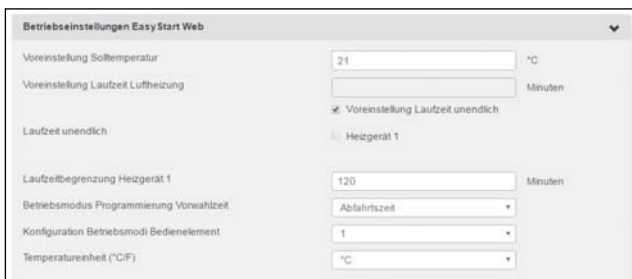 Betriebseinstellungen EasyStart Web
Voreinstellung Solltemperatur 21 °C
Voreinstellung Laufzeit Luftheizung Minuten
Voreinstellung Laufzeit unendlich
Laufzeit unendlich Heizgerät 1
Laufzeitbegrenzung Heizgerät 1 120 Minuten
Betriebsmodus Programmierung Vorwahlzeit Abfahrtszeit
Konfiguration Betriebsmodi Bedienelement 1
Temperatureinheit (°C/F) °C